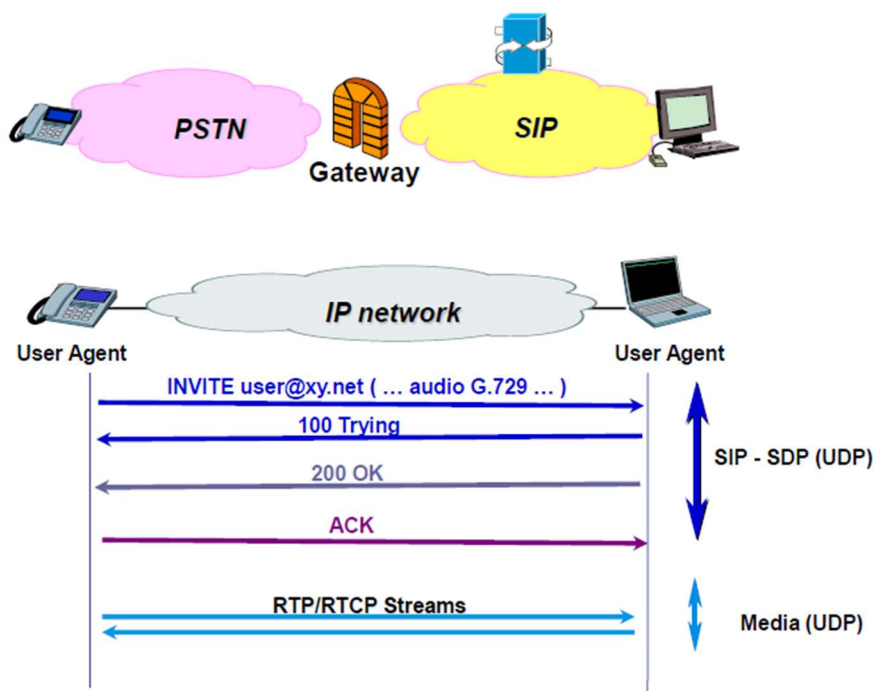 PSTN
SIP
Gateway
IP network
User Agent
User Agent
INVITE user@xy.net ( ... audio G.729 ... )
100 Trying
SIP - SDP (UDP)
200 OK
ACK
RTP/RTCP Streams
Media (UDP)